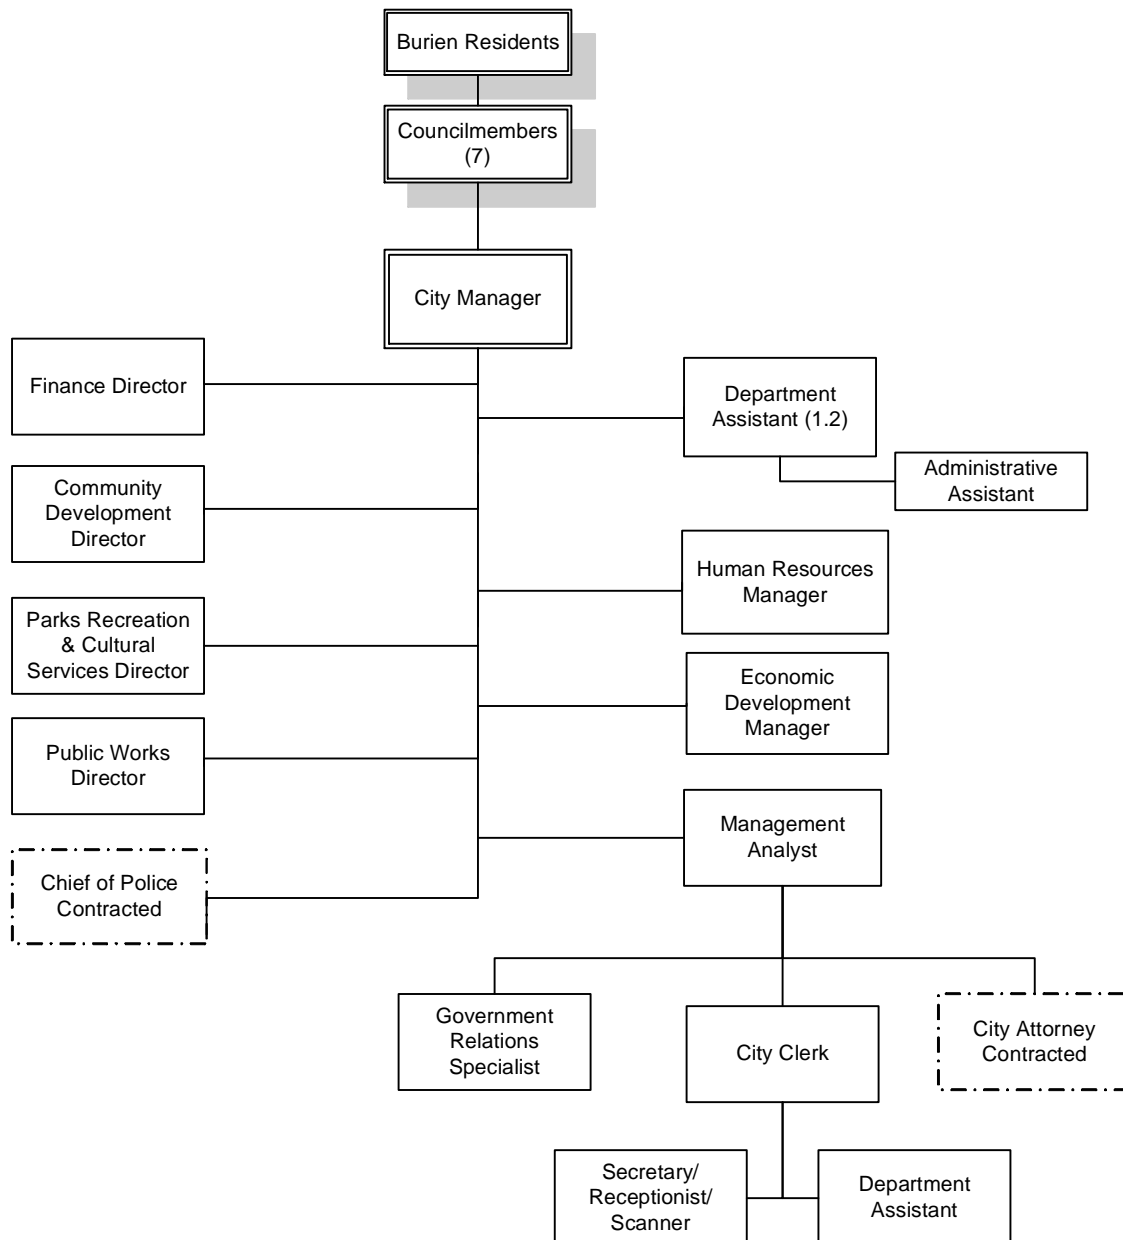 Burien Residents
Councilmembers
(7)
City Manager
Finance Director
Department
Assistant (1.2)
Administrative
Assistant
Community
Development
Director
Human Resources
Manager
Parks Recreation
& Cultural
Services Director
Economic
Development
Manager
Public Works
Director
Management
Analyst
Chief of Police
Contracted
Government
Relations
Specialist
City Clerk
City Attorney
Contracted
Secretary/
Receptionist/
Scanner
Department
Assistant